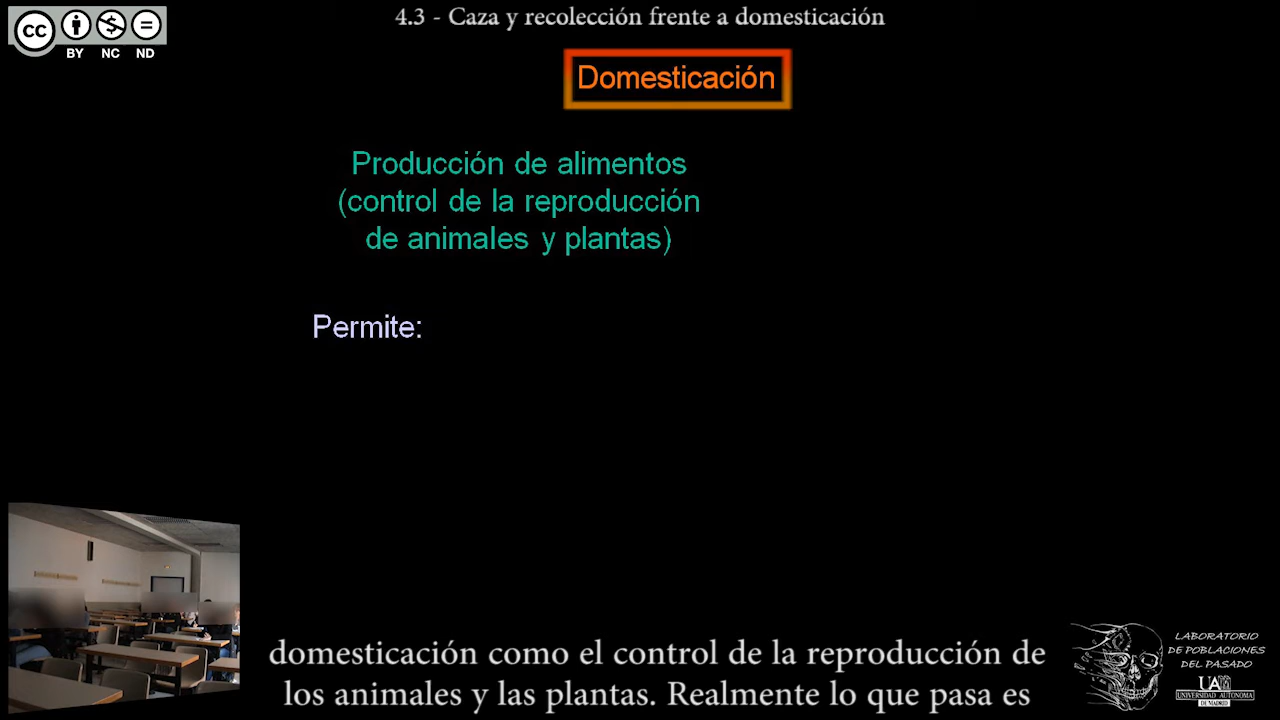 4.3 - Caza y recolección frente a domesticación
CC
BY NC ND
Domesticación
Producción de alimentos
(control de la reproducción
de animales y plantas)
Permite:
domesticación como el control de la reproducción de
los animales y las plantas. Realmente lo que pasa es
LABORATORIO
DE POBLACIONES
DEL PASADO
UAM
UNIVERSIDAD AUTONOMA
DE MADRID